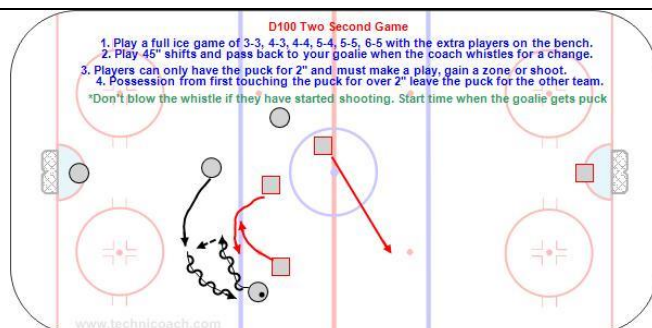 D100 Two Second Game
1. Play a full ice game of 3-3, 4-3, 4-4, 5-4, 5-5, 6-5 with the extra players on the bench.
2. Play 45" shifts and pass back to your goalie when the coach whistles for a change.
3. Players can only have the puck for 2" and must make a play, gain a zone or shoot.
4. Possession from first touching the puck for over 2" leave the puck for the other team.
*Don't blow the whistle if they have started shooting. Start time when the goalie gets puck
www.technicoach.com